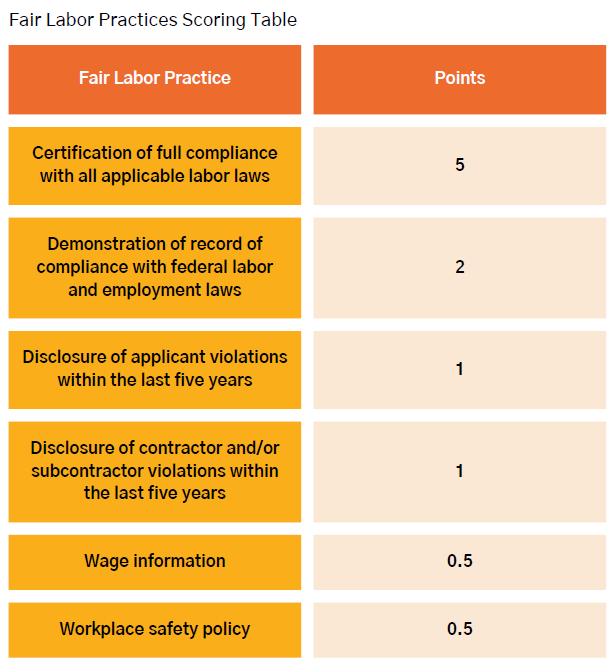 Fair Labor Practices Scoring Table
Fair Labor Practice
Points
Certification of full compliance
with all applicable labor laws
5
Demonstration of record of
compliance with federal labor
and employment laws
2
Disclosure of applicant violations
within the last five years
1
Disclosure of contractor and/or
subcontractor violations within
the last five years
1
Wage information
0.5
Workplace safety policy
0.5